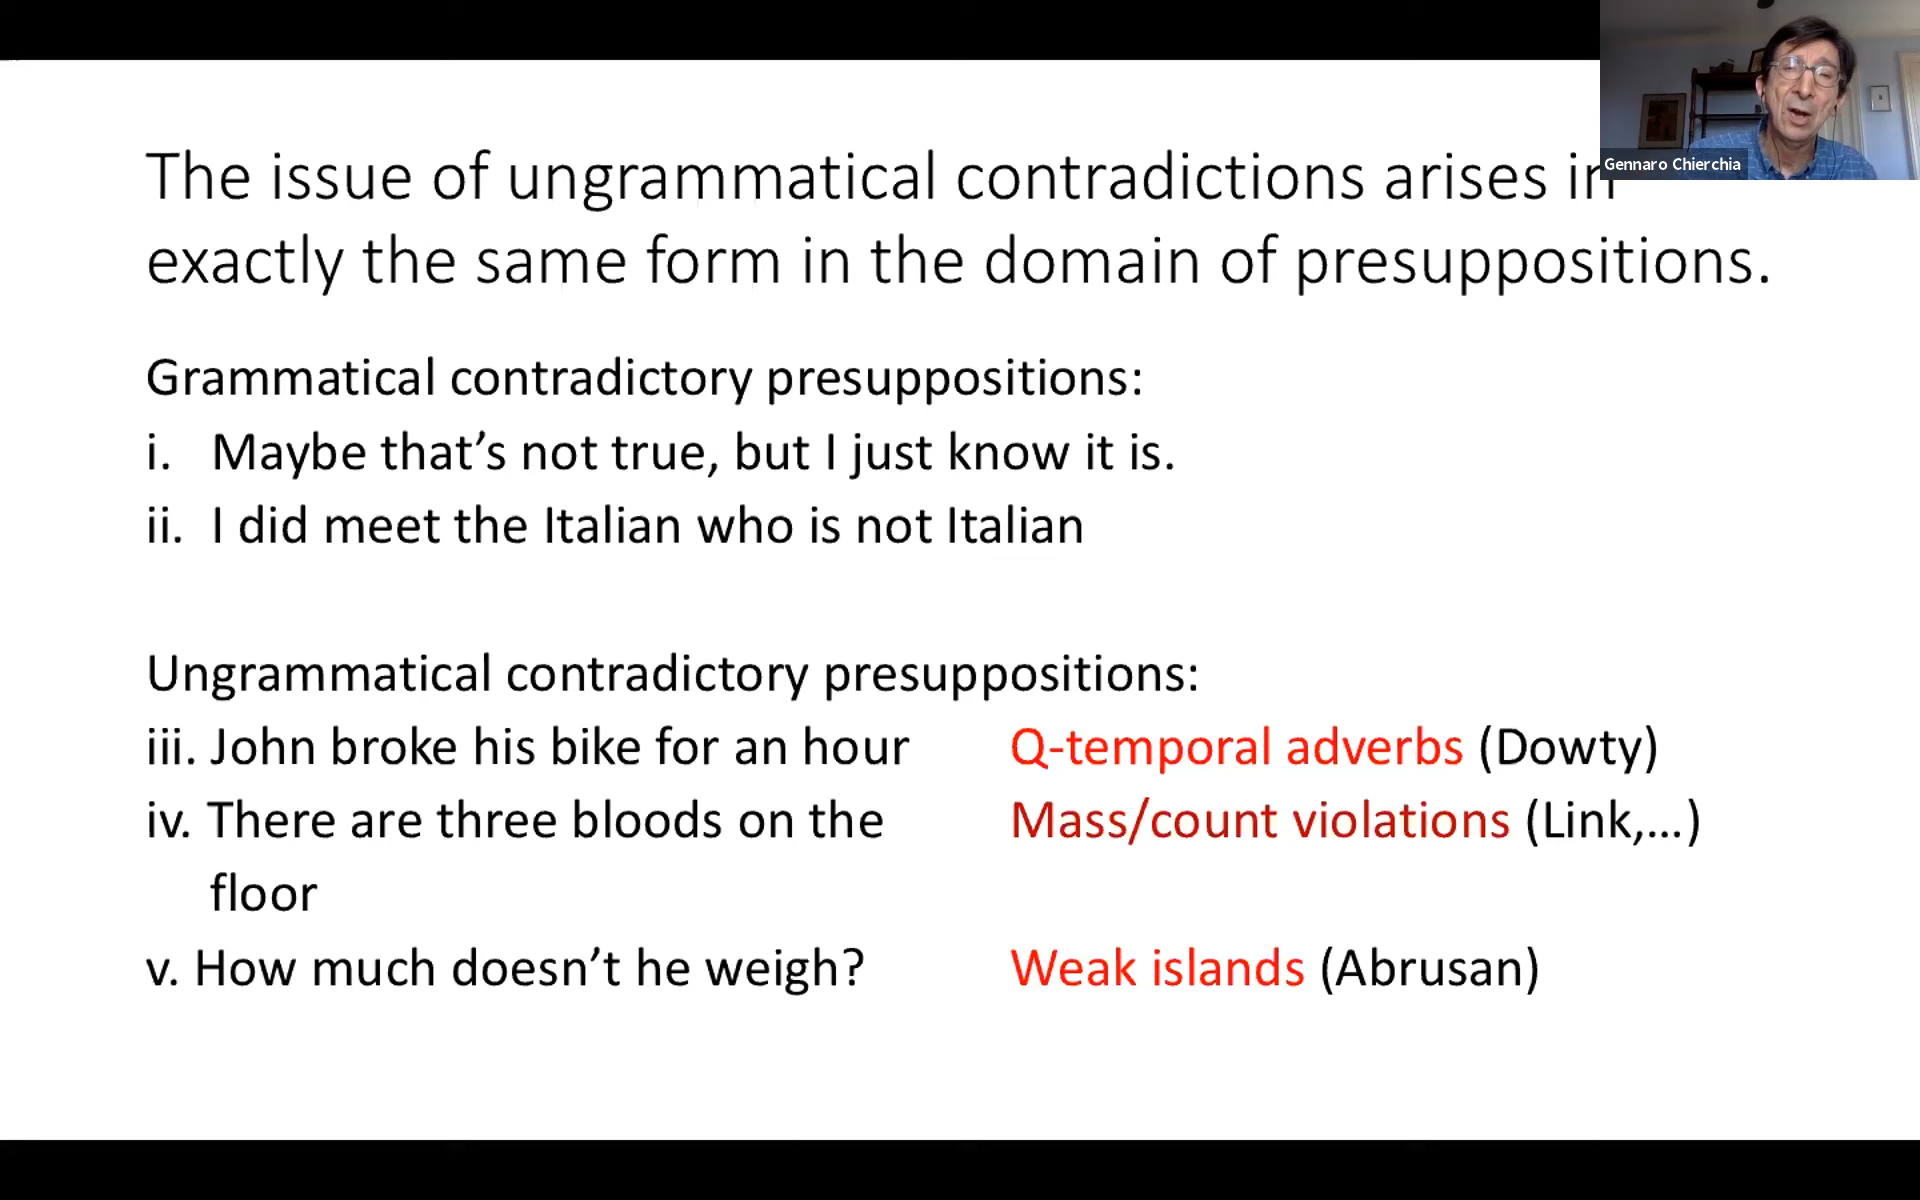 The issue of ungrammatical contradictions arises in
exactly the same form in the domain of presuppositions.
Gennaro Chierchia
Grammatical contradictory presuppositions:
i. Maybe that’s not true, but I just know it is.
ii. I did meet the Italian who is not Italian
Ungrammatical contradictory presuppositions:
iii. John broke his bike for an hour Q-temporal adverbs (Dowty)
iv. There are three bloods on the Mass/count violations (Link,...)
floor
v. How much doesn’t he weigh? Weak islands (Abrusan)